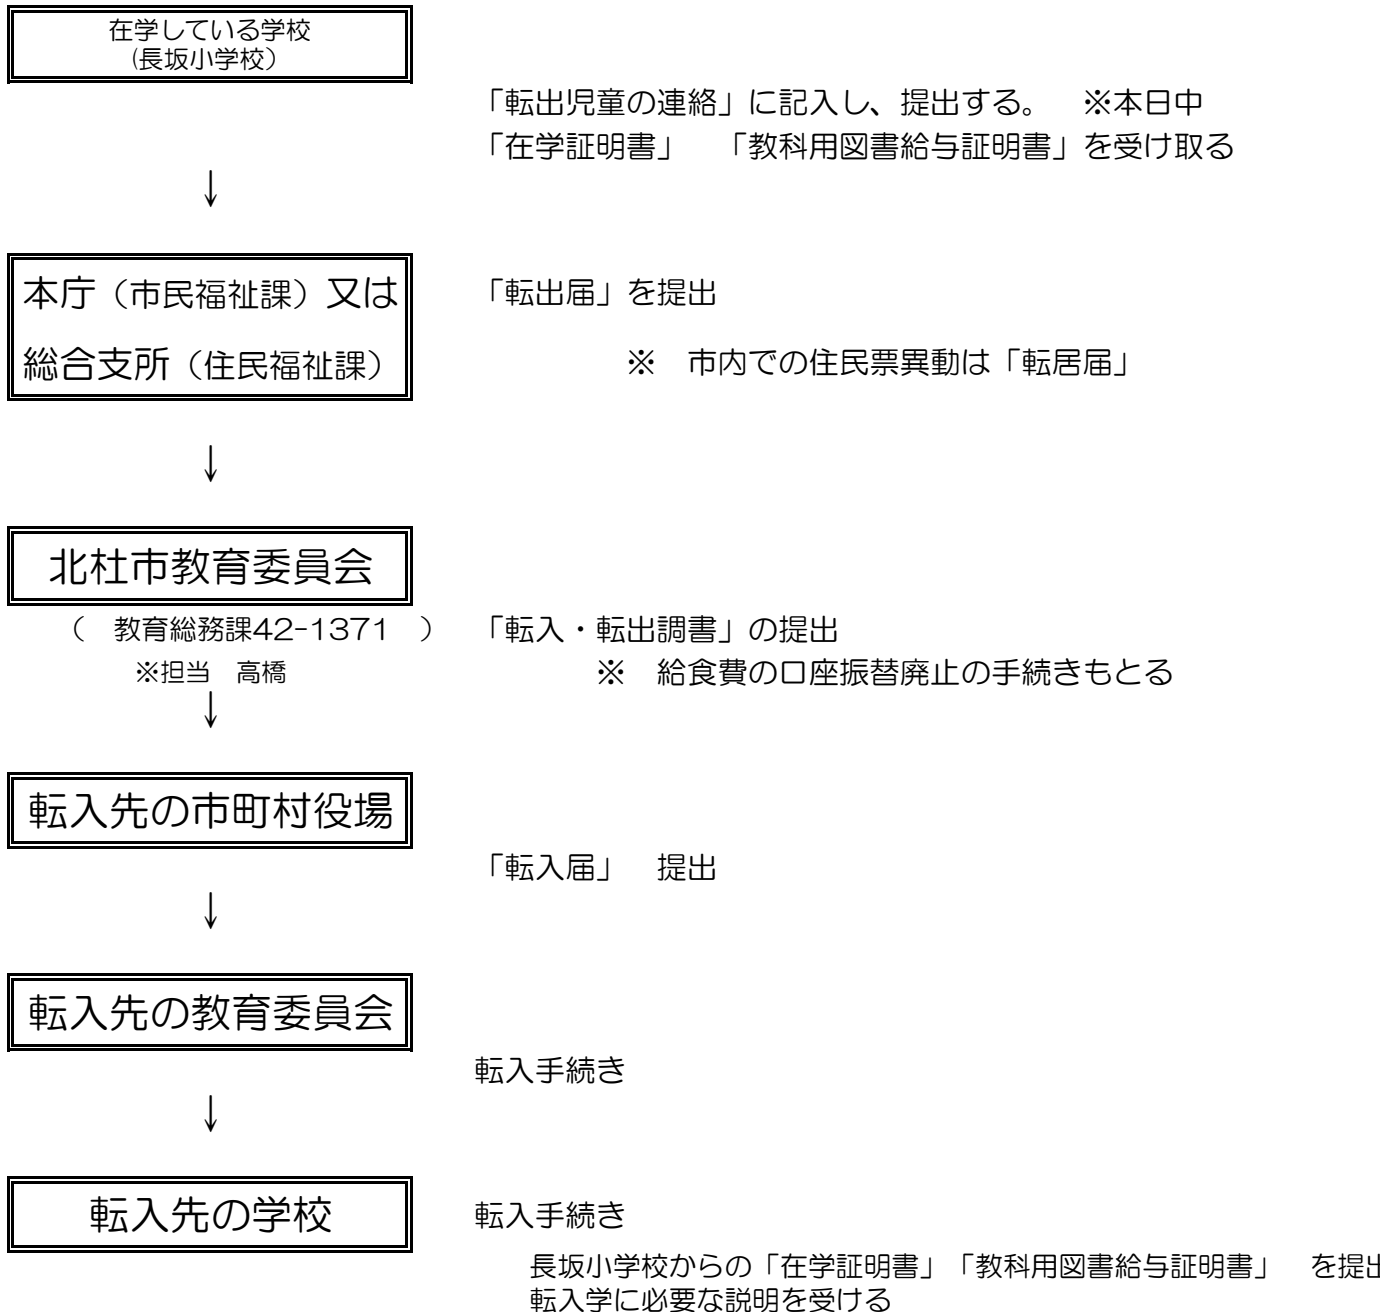 在学している学校
(長坂小学校)
「転出児童の連絡」に記入し、提出する。　※本日中
「在学証明書」　「教科用図書給与証明書」を受け取る
↓
本庁（市民福祉課）又は
総合支所（住民福祉課）
「転出届」を提出
※　市内での住民票異動は「転居届」
↓
北杜市教育委員会
（　教育総務課42-1371　）
※担当　高橋
「転入・転出調書」の提出
※　給食費の口座振替廃止の手続きもとる
↓
転入先の市町村役場
「転入届」　提出
↓
転入先の教育委員会
転入手続き
↓
転入先の学校
転入手続き
長坂小学校からの「在学証明書」「教科用図書給与証明書」　を提出
転入学に必要な説明を受ける